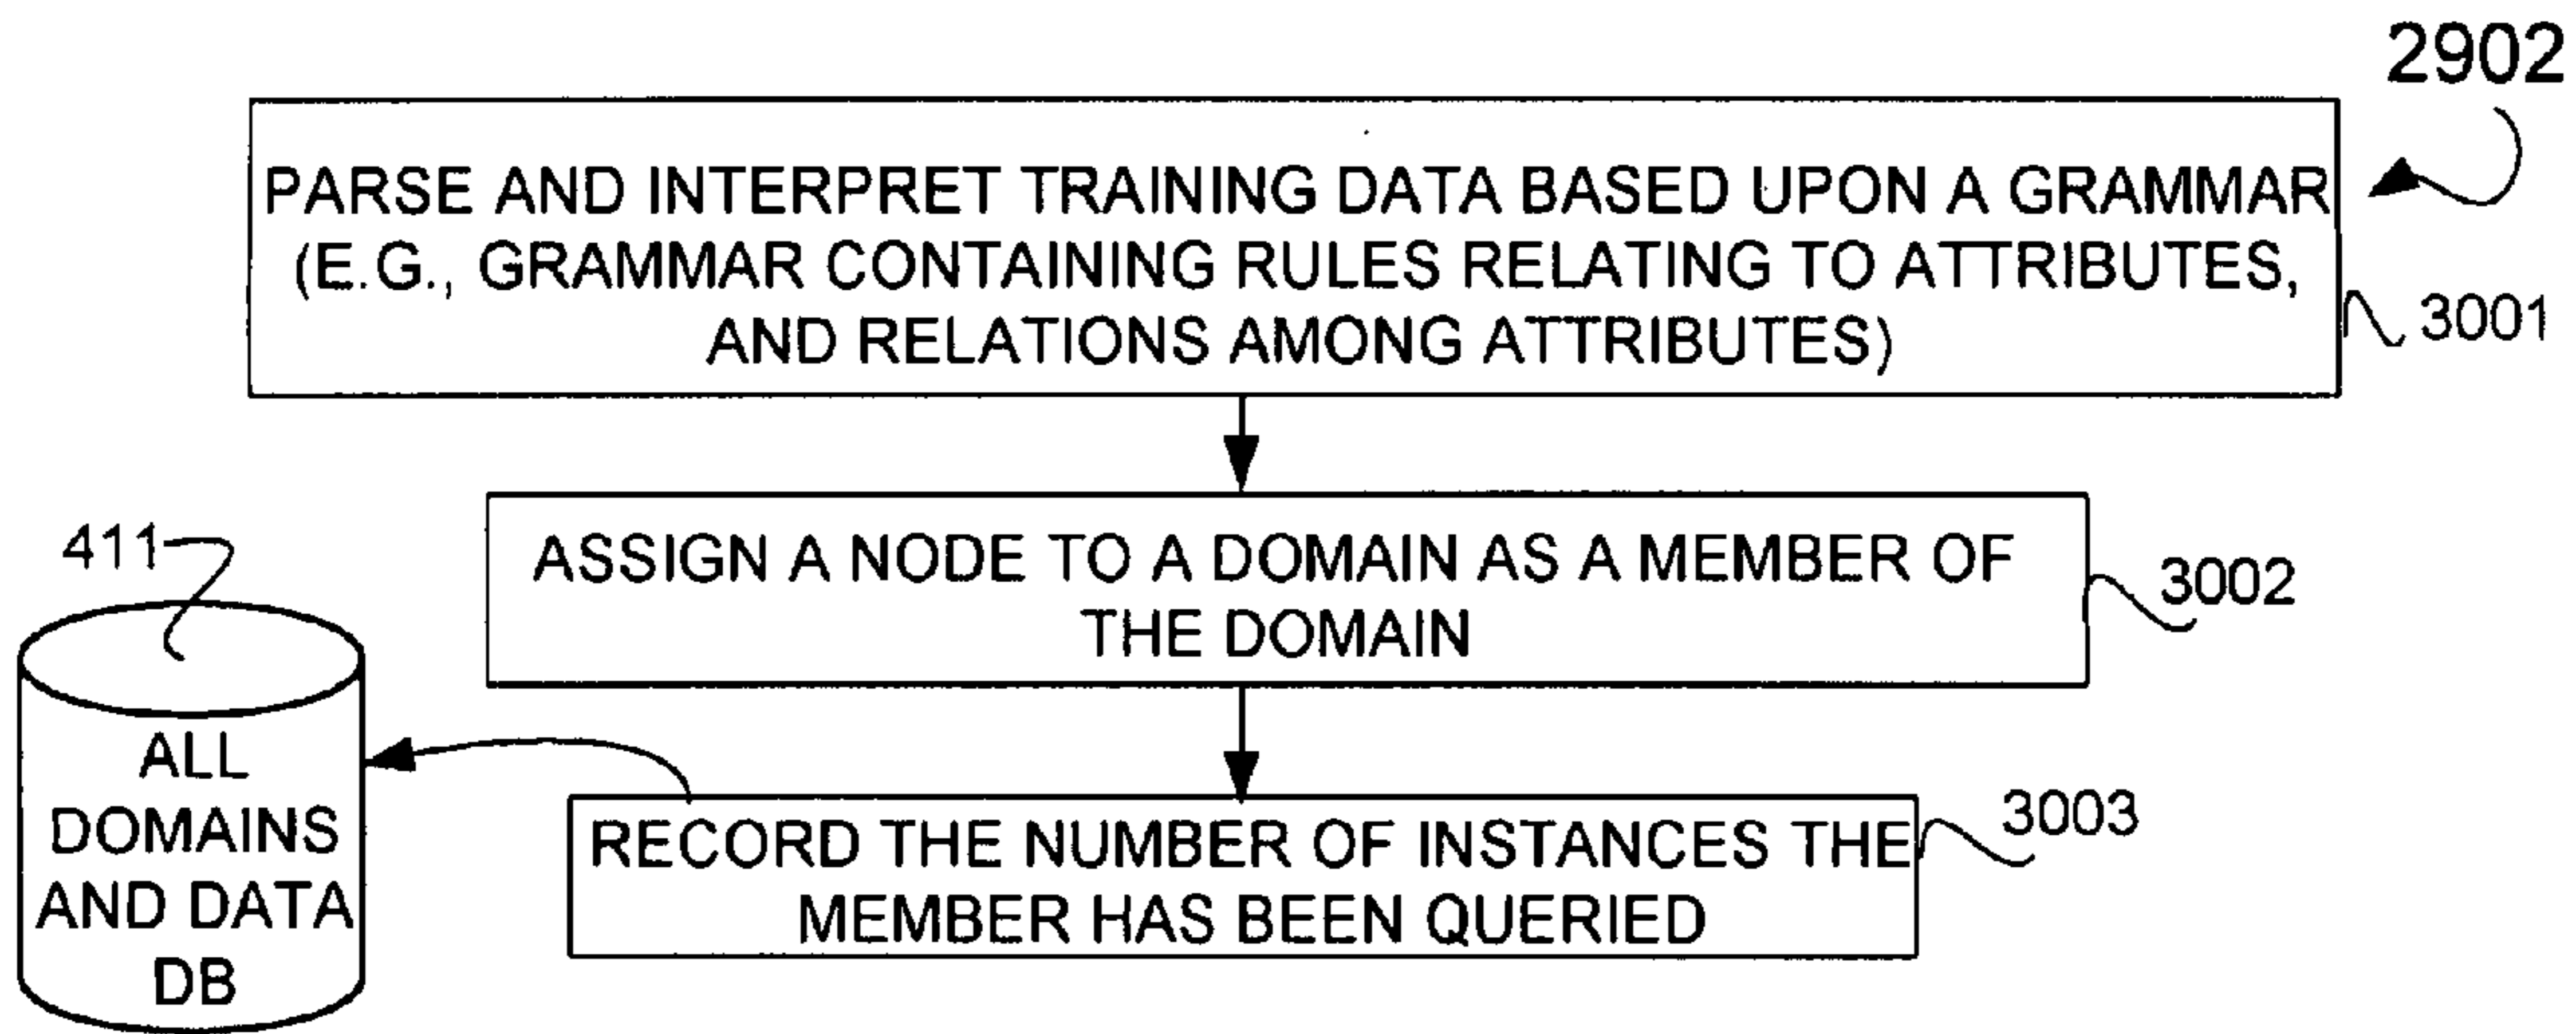 2902
PARSE AND INTERPRET TRAINING DATA BASED UPON A GRAMMAR
(E.G., GRAMMAR CONTAINING RULES RELATING TO ATTRIBUTES,
AND RELATIONS AMONG ATTRIBUTES)
3001
ASSIGN A NODE TO A DOMAIN AS A MEMBER OF
THE DOMAIN
3002
411
ALL
DOMAINS
AND DATA
DB
RECORD THE NUMBER OF INSTANCES THE
MEMBER HAS BEEN QUERIED
3003